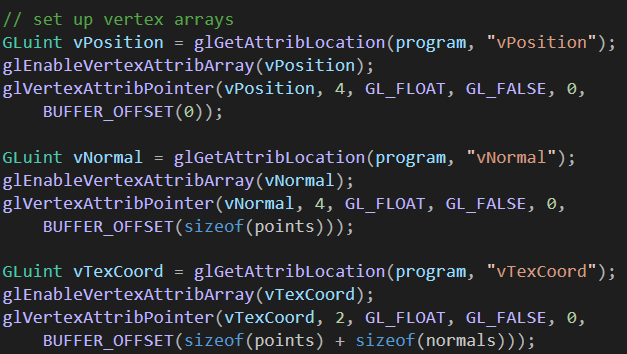 // set up vertex arrays
GLuint vPosition = glGetAttribLocation(program, "vPosition");
glEnableVertexAttribArray(vPosition);
glVertexAttribPointer(vPosition, 4, GL_FLOAT, GL_FALSE, 0,
    BUFFER_OFFSET(0));

GLuint vNormal = glGetAttribLocation(program, "vNormal");
glEnableVertexAttribArray(vNormal);
glVertexAttribPointer(vNormal, 4, GL_FLOAT, GL_FALSE, 0,
    BUFFER_OFFSET(sizeof(points)));

GLuint vTexCoord = glGetAttribLocation(program, "vTexCoord");
glEnableVertexAttribArray(vTexCoord);
glVertexAttribPointer(vTexCoord, 2, GL_FLOAT, GL_FALSE, 0,
    BUFFER_OFFSET(sizeof(points) + sizeof(normals)));